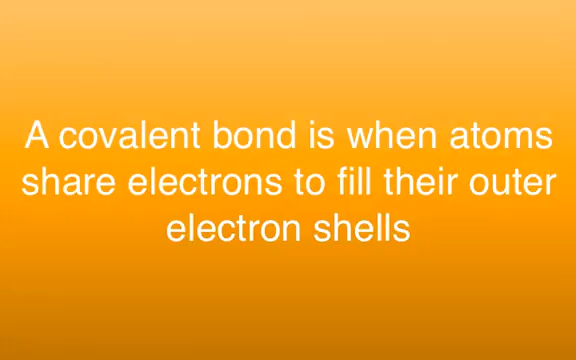 A covalent bond is when atoms
share electrons to fill their outer
electron shells